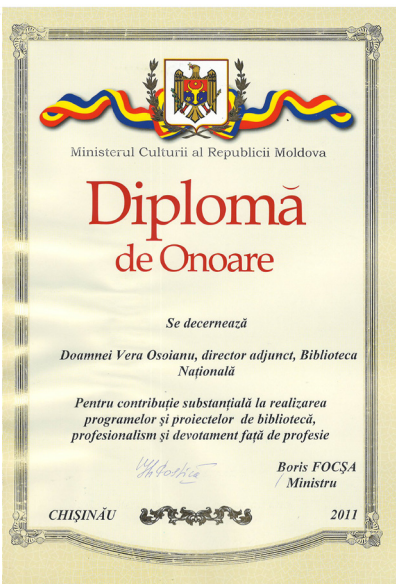 Ministerul Culturii al Republicii Moldova
Diplomă
de Onoare
Se decernează
Doamnei Vera Osoianu, director adjunct, Biblioteca
Națională
Pentru contribuție substanțială la realizarea
programelor și proiectelor de bibliotecă,
profesionalism și devotament față de profesie
Boris FOCȘA
Ministru
CHIȘINĂU
2011